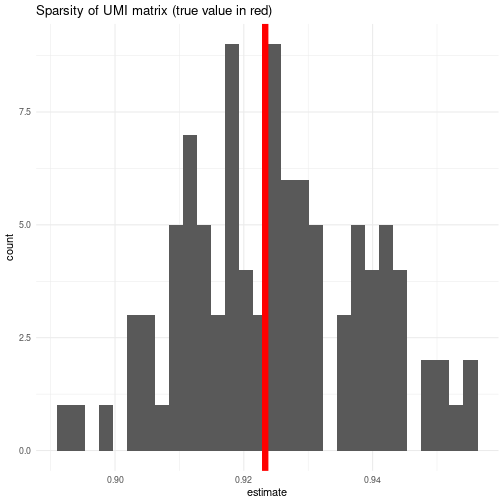 Sparsity of UMI matrix (true value in red)
7.5
5.0
2.5
0.0
count
0.90
0.92
0.94
estimate